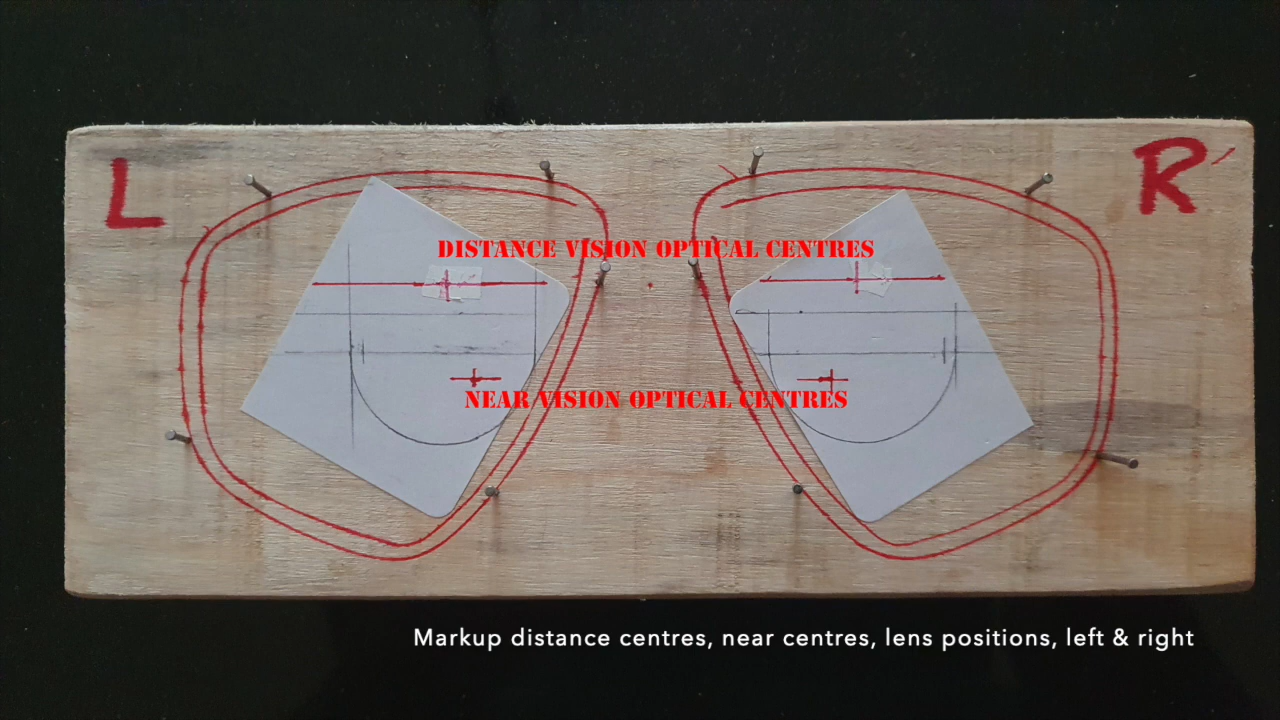 L
R
DISTANCE VISION OPTICAL CENTRES
NEAR VISION OPTICAL CENTRES
Markup distance centres, near centres, lens positions, left & right